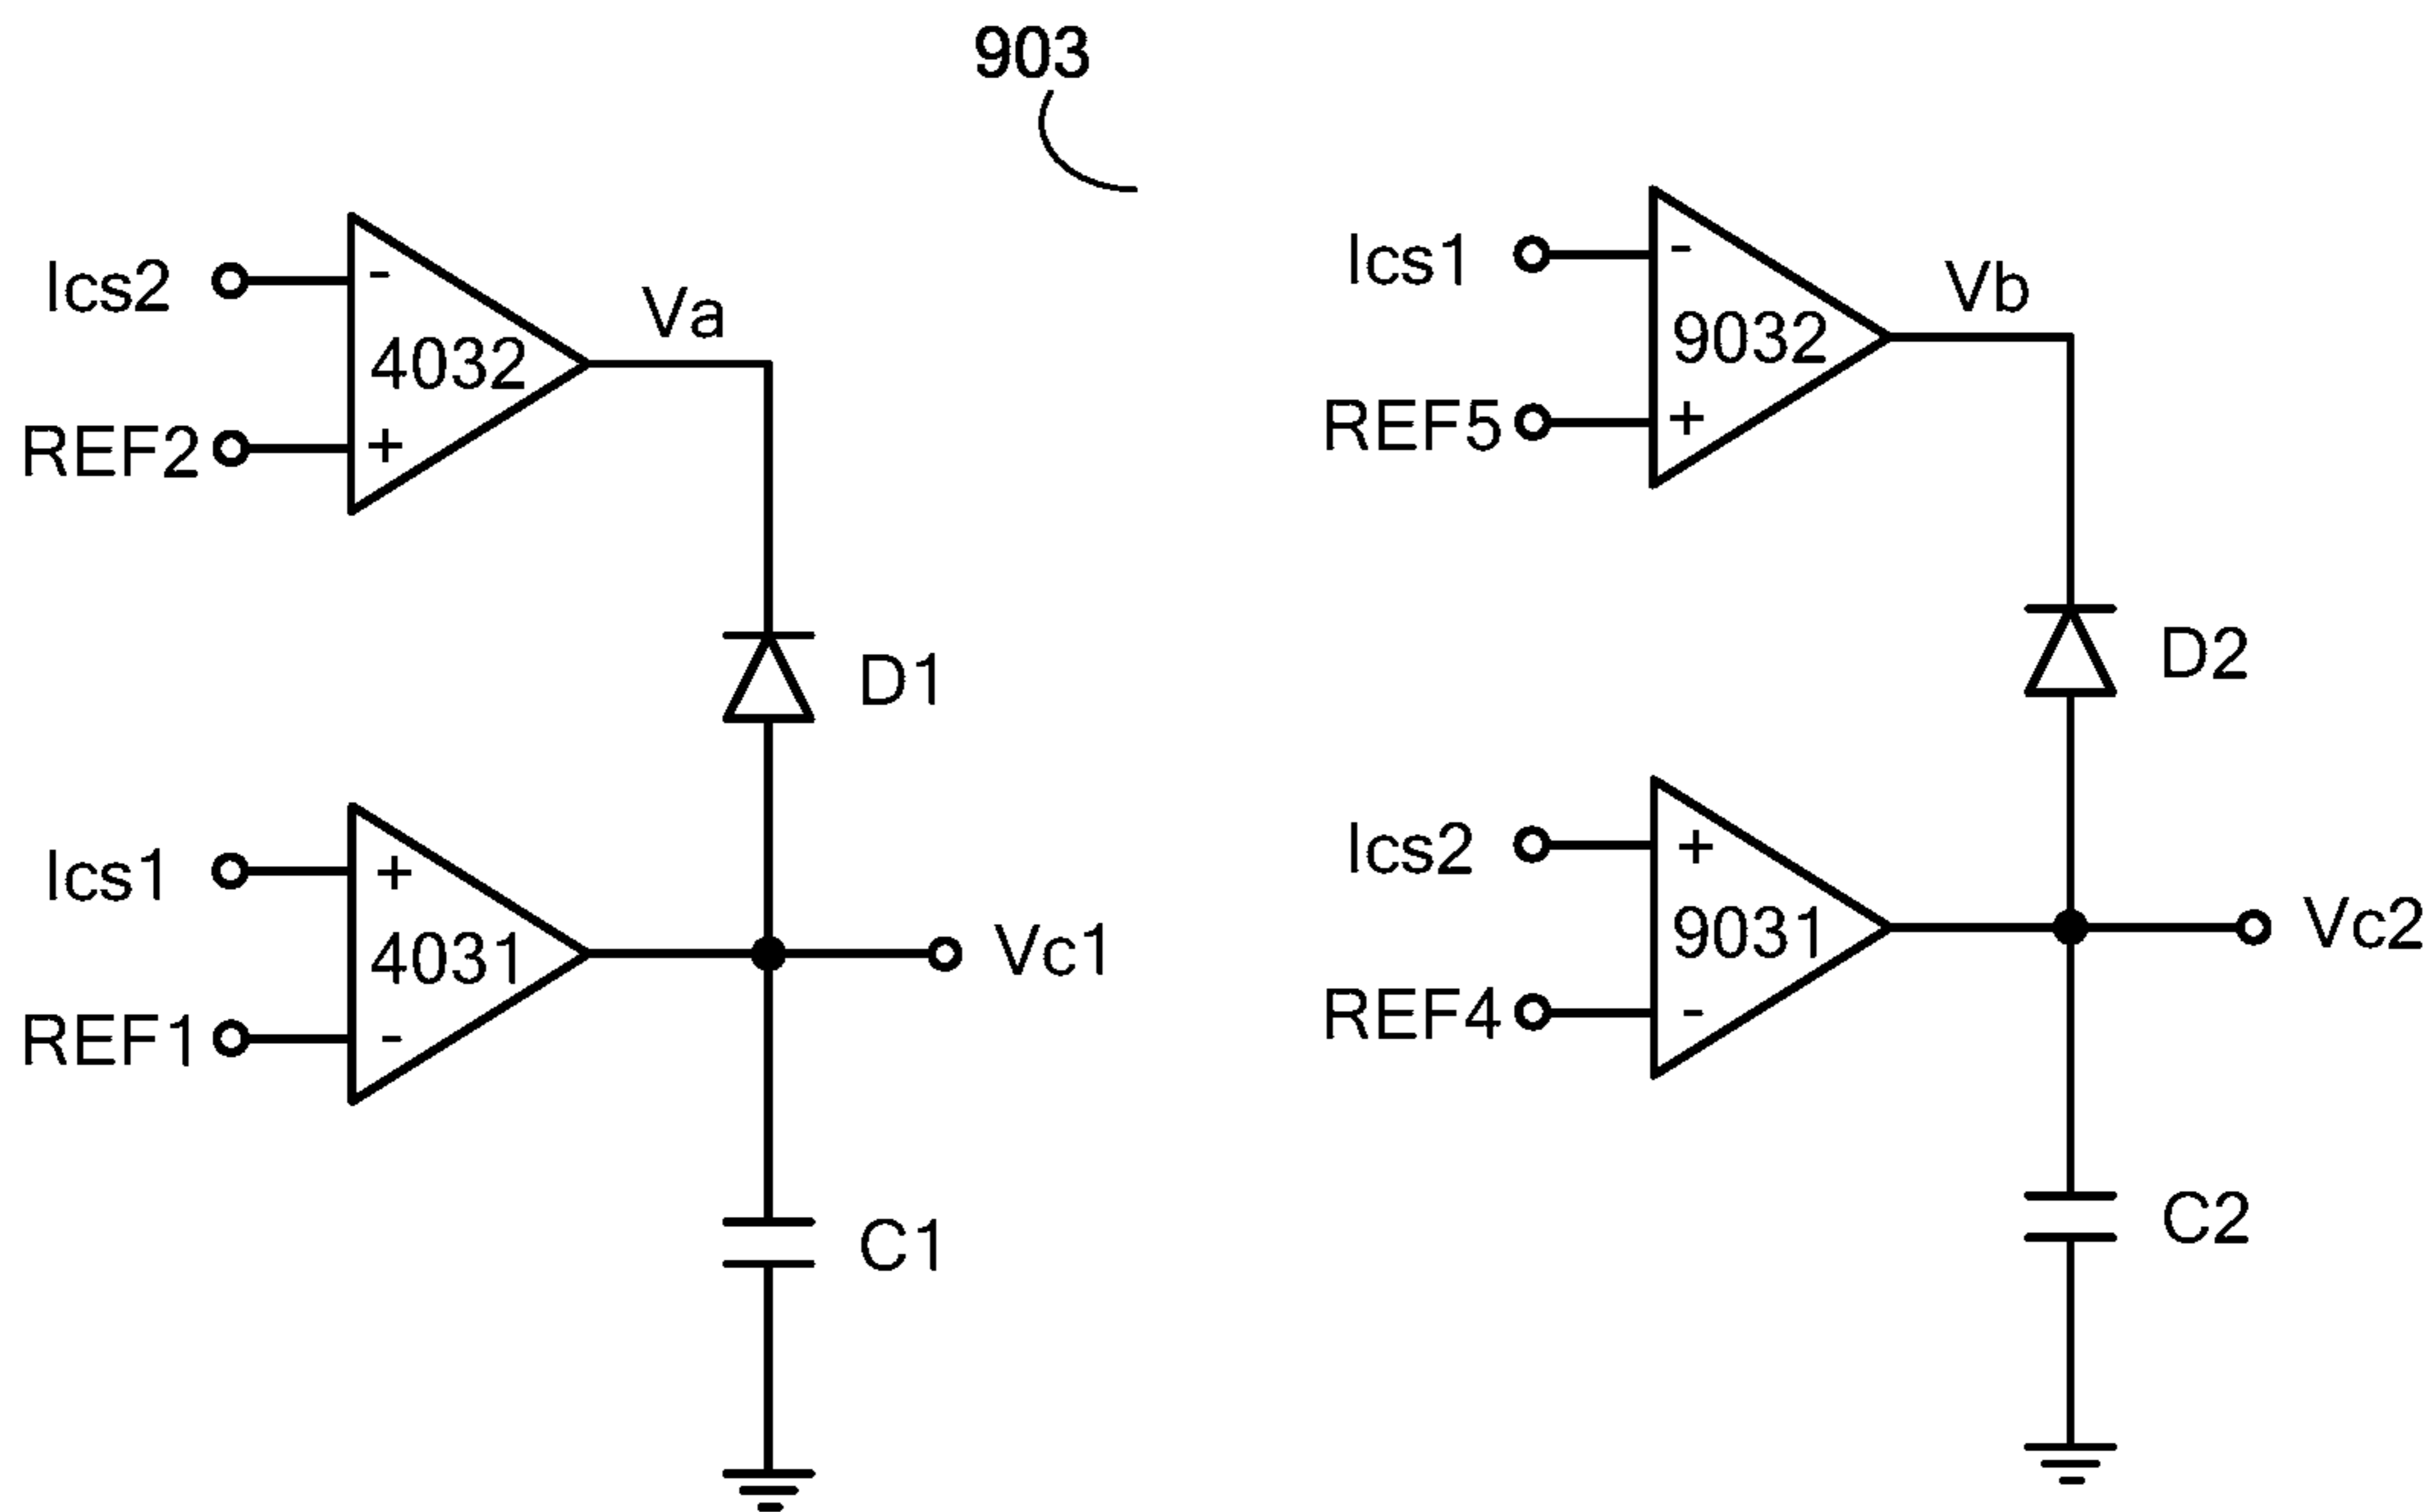 903
Ics2
-
4032
REF2
+
Va
D1
Ics1
+
4031
REF1
-
Vc1
C1
Ics1
-
9032
REF5
+
Vb
D2
Ics2
+
9031
REF4
-
Vc2
C2